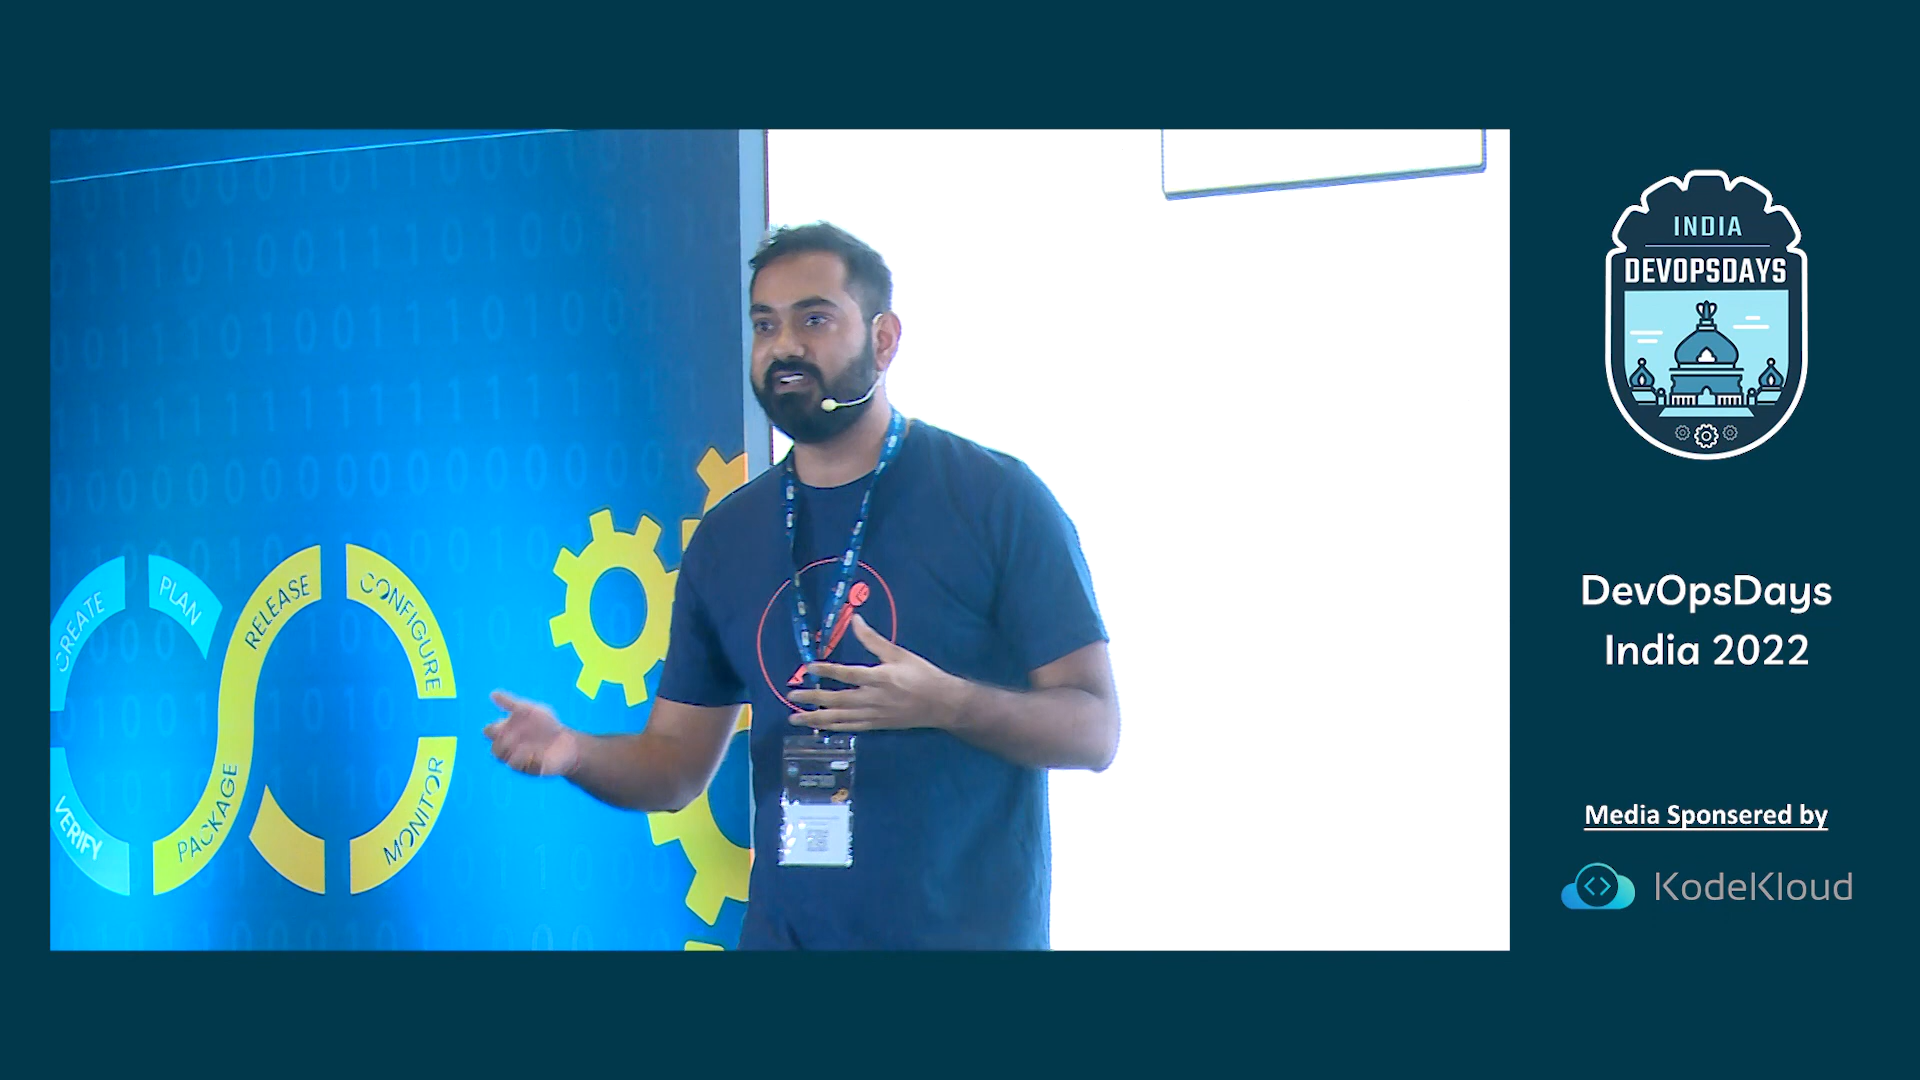 CREATE
PLAN
RELEASE
CONFIGURE
VERIFY
PACKAGE
MONITOR
INDIA
DEVOPSDAYS
DevOpsDays
India 2022
Media Sponsered by
KodeKloud